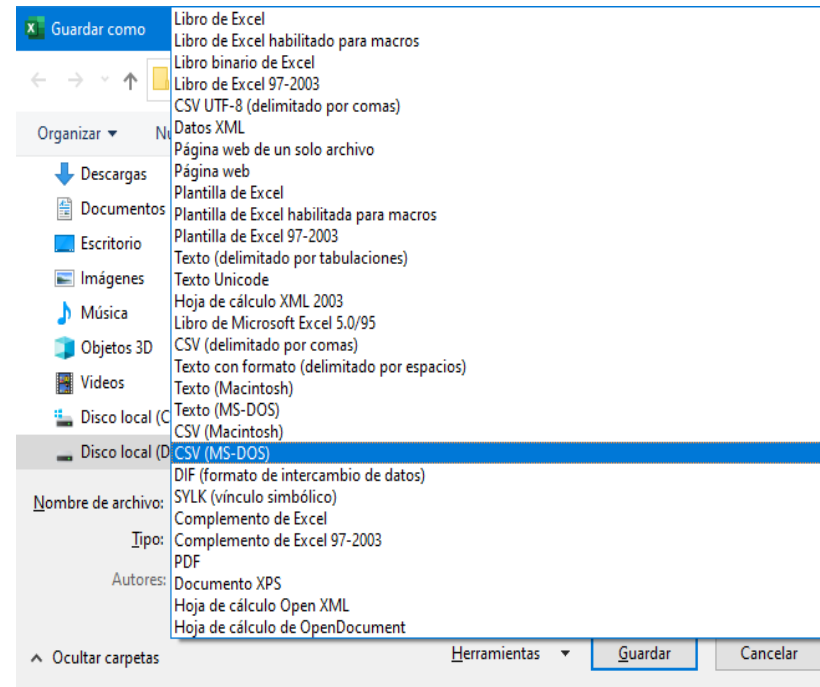 Guardar como
Organizar
Nu
Descargas
Documentos
Escritorio
Imágenes
Música
Objetos 3D
Videos
Disco local (C
Disco local (D
Libro de Excel
Libro de Excel habilitado para macros
Libro binario de Excel
Libro de Excel 97-2003
CSV UTF-8 (delimitado por comas)
Datos XML
Página web de un solo archivo
Página web
Plantilla de Excel
Plantilla de Excel habilitada para macros
Plantilla de Excel 97-2003
Texto (delimitado por tabulaciones)
Texto Unicode
Hoja de cálculo XML 2003
Libro de Microsoft Excel 5.0/95
CSV (delimitado por comas)
Texto con formato (delimitado por espacios)
Texto (Macintosh)
Texto (MS-DOS)
CSV (Macintosh)
CSV (MS-DOS)
DIF (formato de intercambio de datos)
SYLK (vínculo simbólico)
Complemento de Excel
Complemento de Excel 97-2003
PDF
Documento XPS
Hoja de cálculo Open XML
Hoja de cálculo de OpenDocument
Nombre de archivo:
Tipo:
Autores:
Ocultar carpetas
Herramientas
Guardar
Cancelar